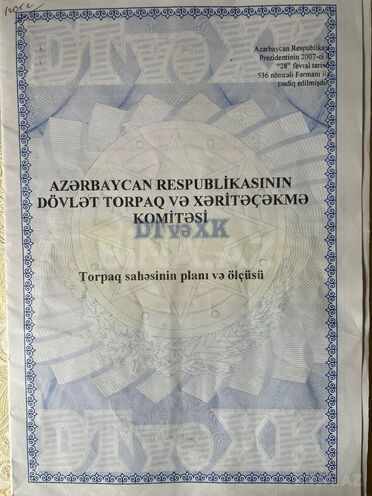 DTvəXK
Azərbaycan Respublikası
Prezidentinin 2007-ci il
"28" fevral tarixli
536 nömrəli Fərmanı ilə
təsdiq edilmişdir
AZƏRBAYCAN RESPUBLİKASININ
DÖVLƏT TORPAQ VƏ XƏRİTƏÇƏKMƏ
KOMİTƏSİ
DTvəXK
Torpaq sahəsinin planı və ölçüsü
DTvəXK